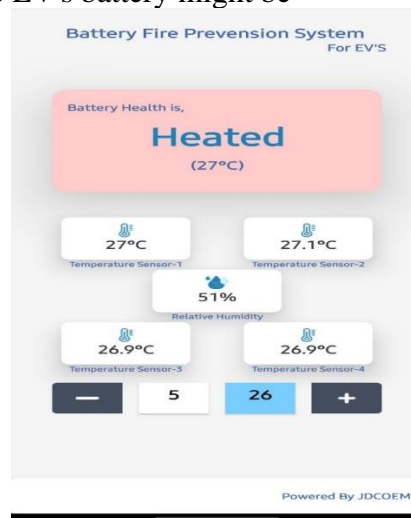 EV's battery might be
Battery Fire Prevension System
For EV'S
Battery Health is,
Heated
(27°C)
27°C
Temperature Sensor-1
27.1°C
Temperature Sensor-2
51%
Relative Humidity
26.9°C
Temperature Sensor-3
26.9°C
Temperature Sensor-4
— 5 26 +
Powered By JDCOEM